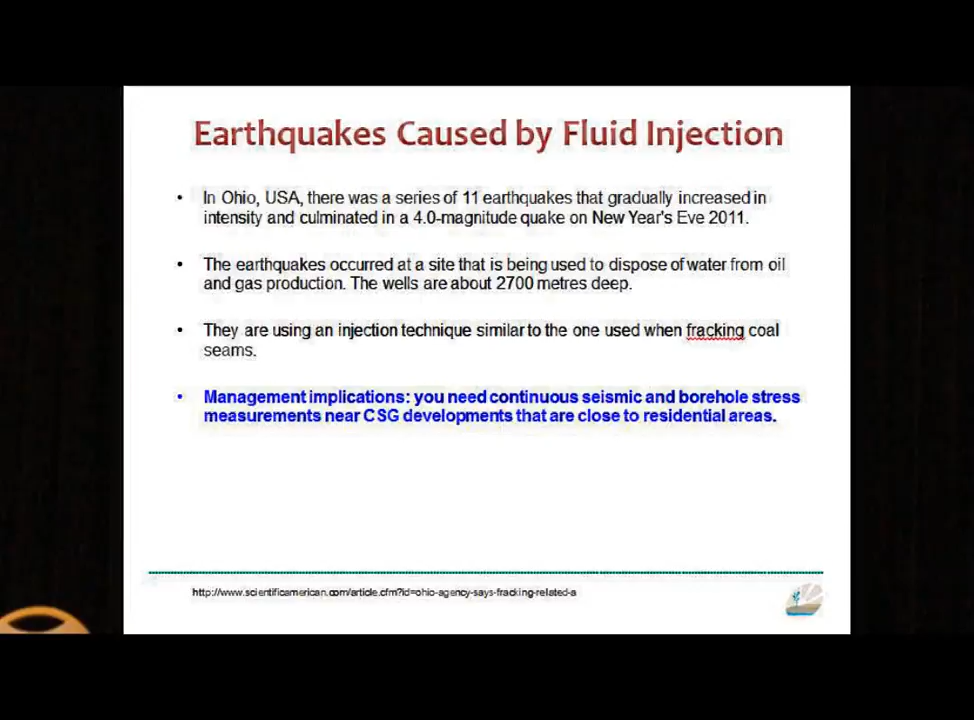 Earthquakes Caused by Fluid Injection
• In Ohio, USA, there was a series of 11 earthquakes that gradually increased in
intensity and culminated in a 4.0-magnitude quake on New Year's Eve 2011.
• The earthquakes occurred at a site that is being used to dispose of water from oil
and gas production. The wells are about 2700 metres deep.
• They are using an injection technique similar to the one used when fracking coal
seams.
• Management implications: you need continuous seismic and borehole stress
measurements near CSG developments that are close to residential areas.
http://www.scientificamerican.com/article.cfm?id=ohio-agency-says-fracking-related-a